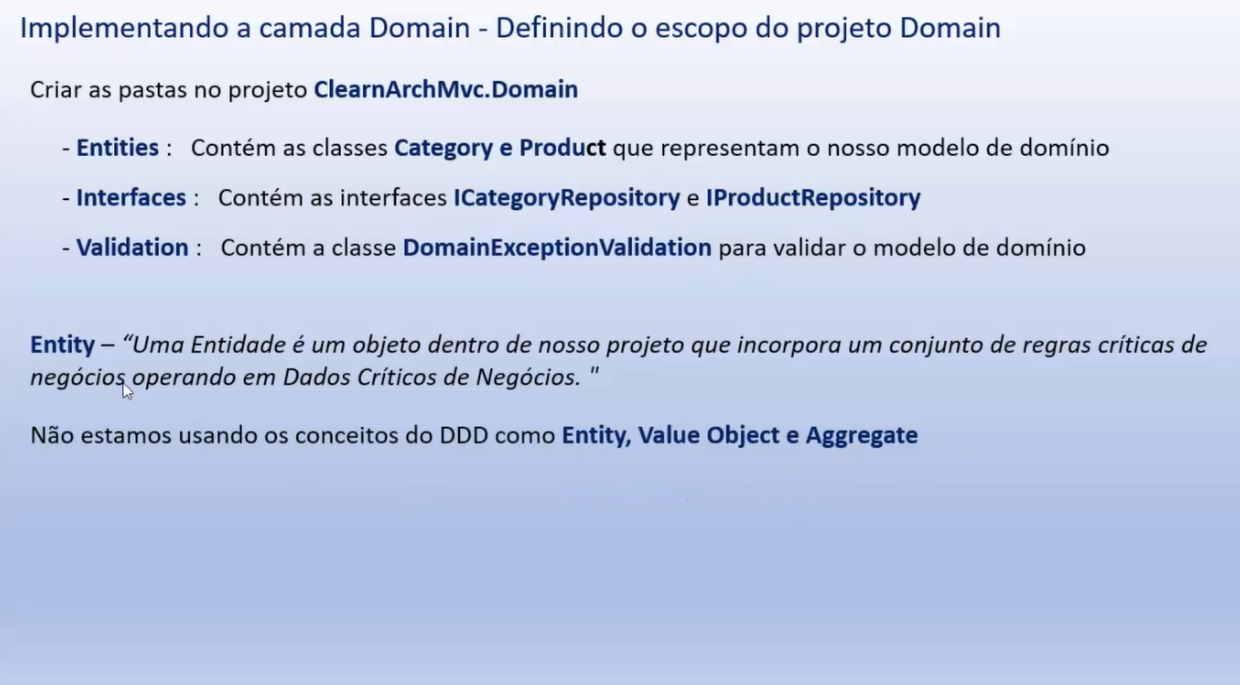 Implementando a camada Domain - Definindo o escopo do projeto Domain
Criar as pastas no projeto ClearnArchMvc.Domain
- Entities : Contém as classes Category e Product que representam o nosso modelo de domínio
- Interfaces : Contém as interfaces ICategoryRepository e IProductRepository
- Validation : Contém a classe DomainExceptionValidation para validar o modelo de domínio
Entity – “Uma Entidade é um objeto dentro de nosso projeto que incorpora um conjunto de regras críticas de
negócios operando em Dados Críticos de Negócios. "
Não estamos usando os conceitos do DDD como Entity, Value Object e Aggregate